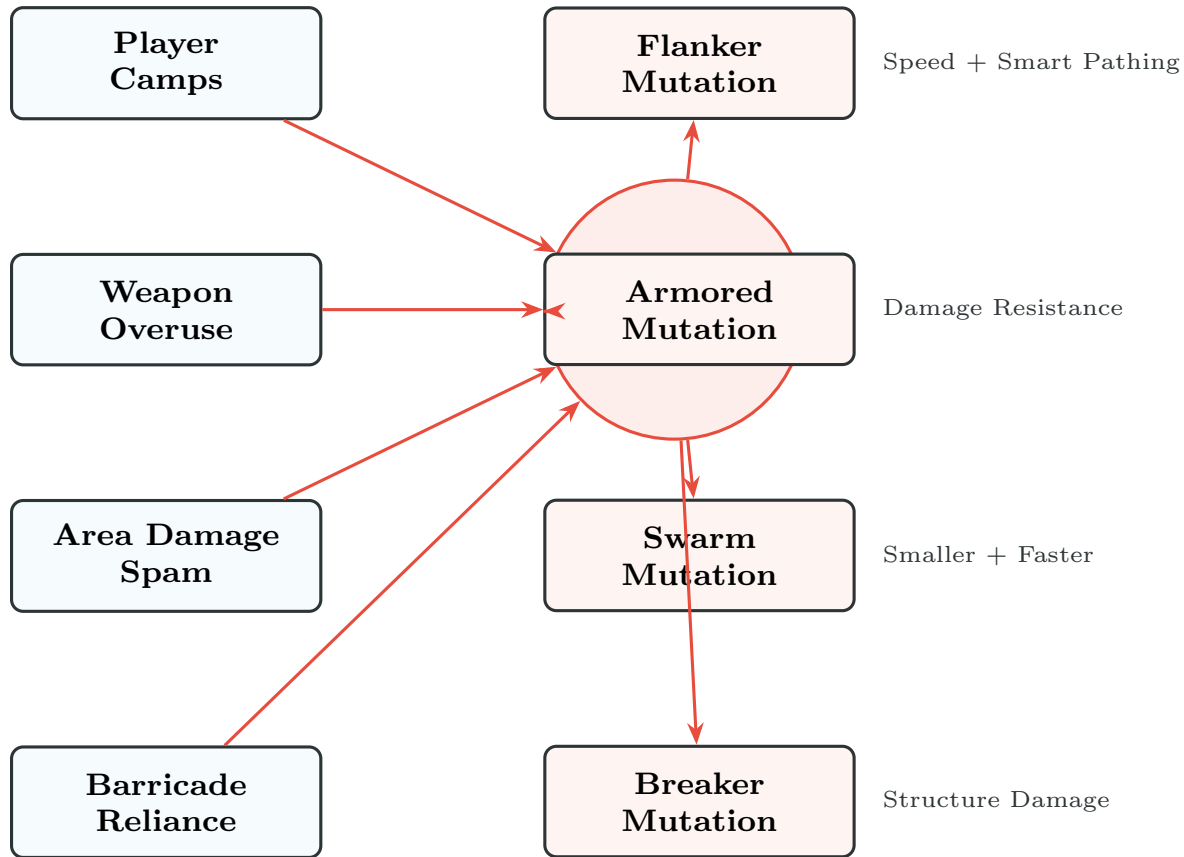 Player
Camps
Flanker
Mutation
Speed + Smart Pathing
Weapon
Overuse
Armored
Mutation
Damage Resistance
Area Damage
Spam
Swarm
Mutation
Smaller + Faster
Barricade
Reliance
Breaker
Mutation
Structure Damage